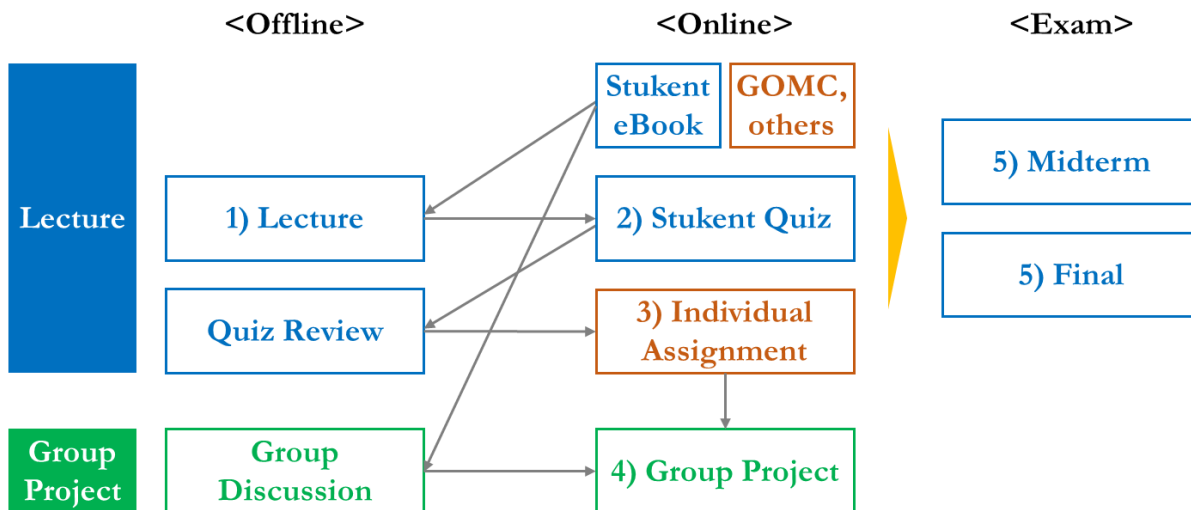 <Offline>
<Online>
<Exam>
Stukent
eBook
GOMC,
others
Lecture
1) Lecture
2) Stukent Quiz
5) Midterm
5) Final
Quiz Review
3) Individual
Assignment
Group
Project
Group
Discussion
4) Group Project